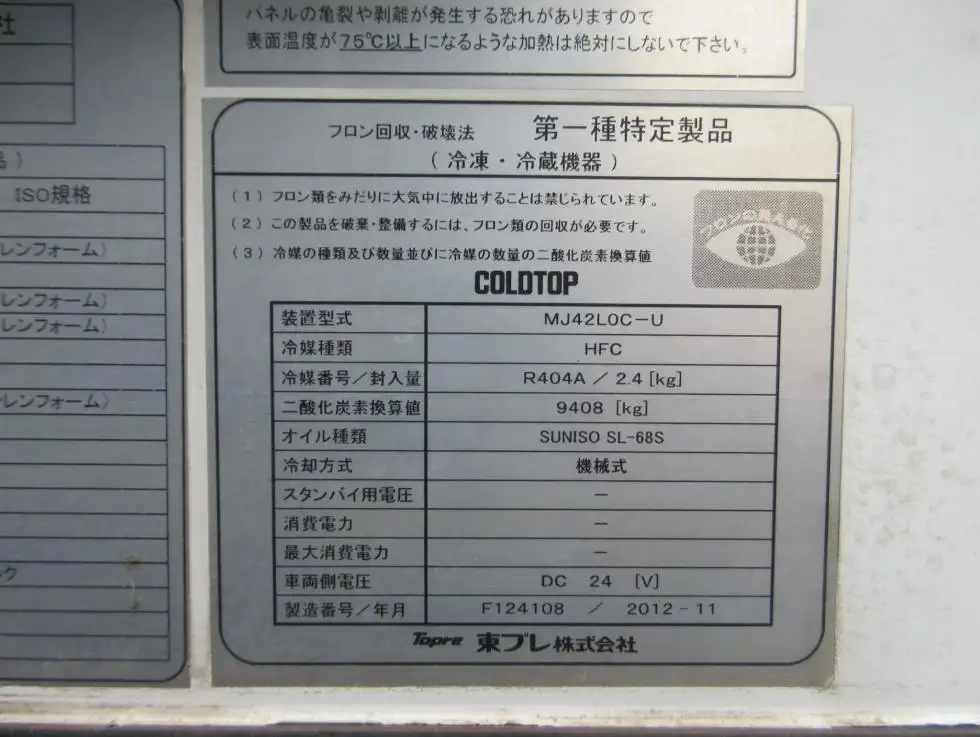 パネルの亀裂や剥離が発生する恐れがありますので
表面温度が75℃以上になるような加熱は絶対にしないで下さい。
社
品）
ISO規格
レンフォーム）
レンフォーム）
レンフォーム）
レンフォーム）
ク
フロン回収・破壊法 第一種特定製品
（冷凍・冷蔵機器）
（1）フロン類をみだりに大気中に放出することは禁じられています。
（2）この製品を破棄・整備するには、フロン類の回収が必要です。
（3）冷媒の種類及び数量並びに冷媒の数量の二酸化炭素換算値
フロンの見える化
COLDTOP
装置型式 MJ42L0C-U
冷媒種類 HFC
冷媒番号／封入量 R404A ／ 2.4 [kg]
二酸化炭素換算値 9408 [kg]
オイル種類 SUNISO SL-68S
冷却方式 機械式
スタンバイ用電圧 －
消費電力 －
最大消費電力 －
車両側電圧 DC 24 [V]
製造番号／年月 F124108 ／ 2012-11
Topre 東プレ株式会社